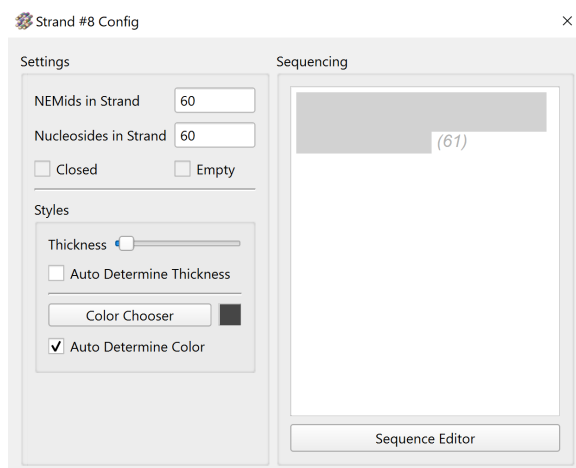 Strand #8 Config
Settings
NEMids in Strand 60
Nucleosides in Strand 60
Closed Empty
Styles
Thickness
Auto Determine Thickness
Color Chooser
Auto Determine Color
Sequencing
(61)
Sequence Editor